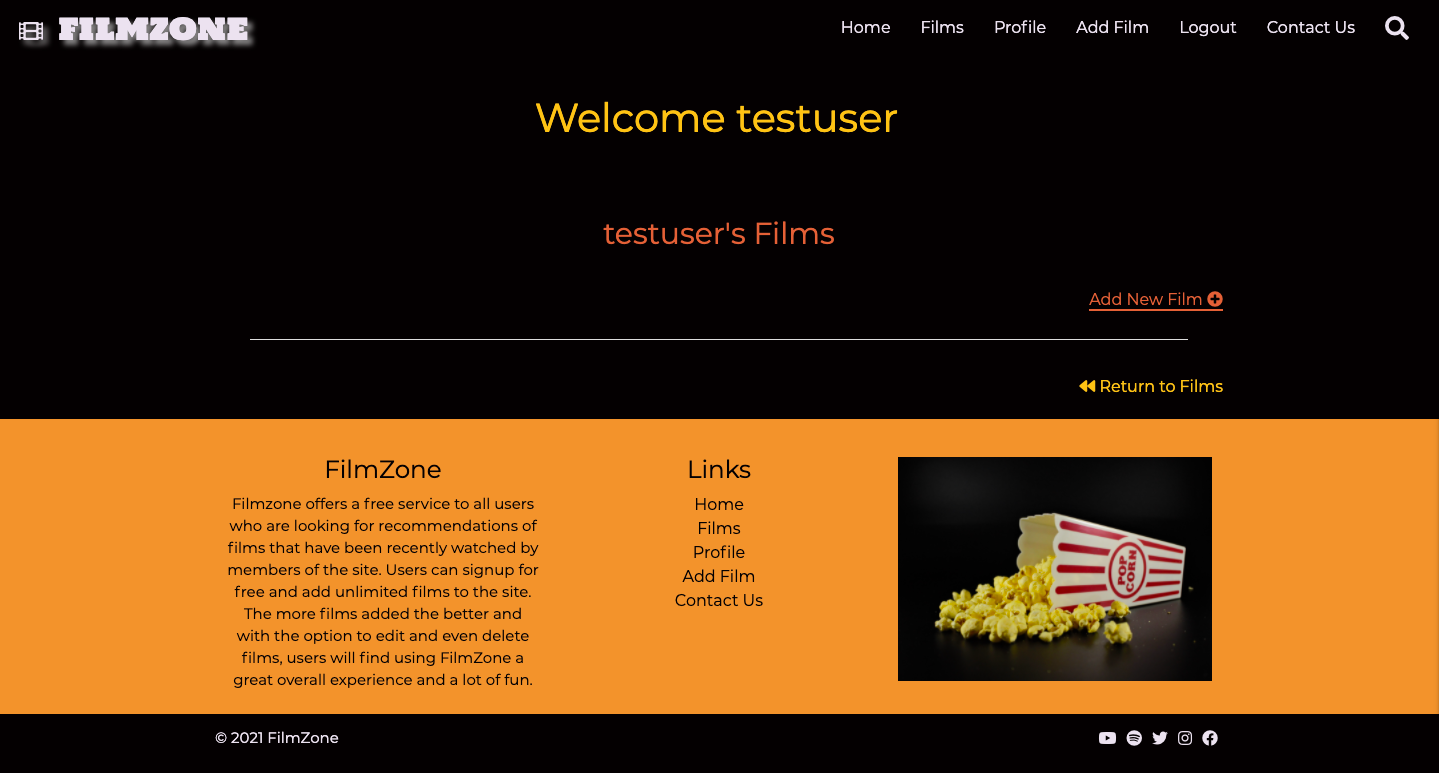 FILMZONE
Home Films Profile Add Film Logout Contact Us
Welcome testuser
testuser's Films
Add New Film
Return to Films
FilmZone
Filmzone offers a free service to all users
who are looking for recommendations of
films that have been recently watched by
members of the site. Users can signup for
free and add unlimited films to the site.
The more films added the better and
with the option to edit and even delete
films, users will find using FilmZone a
great overall experience and a lot of fun.
Links
Home
Films
Profile
Add Film
Contact Us
POP
CORN
© 2021 FilmZone